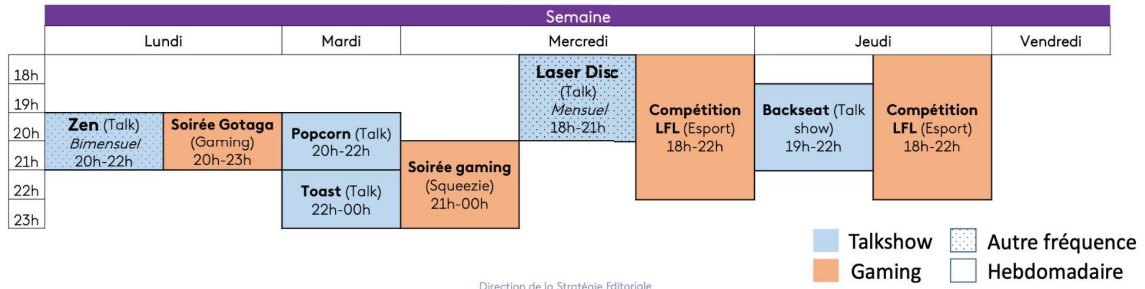 Semaine
Lundi
Mardi
Mercredi
Jeudi
Vendredi
18h
19h
20h
21h
22h
23h
Zen (Talk)
Bimensuel
20h-22h
Soirée Gotaga
(Gaming)
20h-23h
Popcorn (Talk)
20h-22h
Toast (Talk)
22h-00h
Soirée gaming
(Squeezie)
21h-00h
Laser Disc
(Talk)
Mensuel
18h-21h
Compétition
LFL (Esport)
18h-22h
Backseat (Talk
show)
19h-22h
Compétition
LFL (Esport)
18h-22h
Talkshow
Autre fréquence
Gaming
Hebdomadaire
Direction de la Stratégie Editoriale